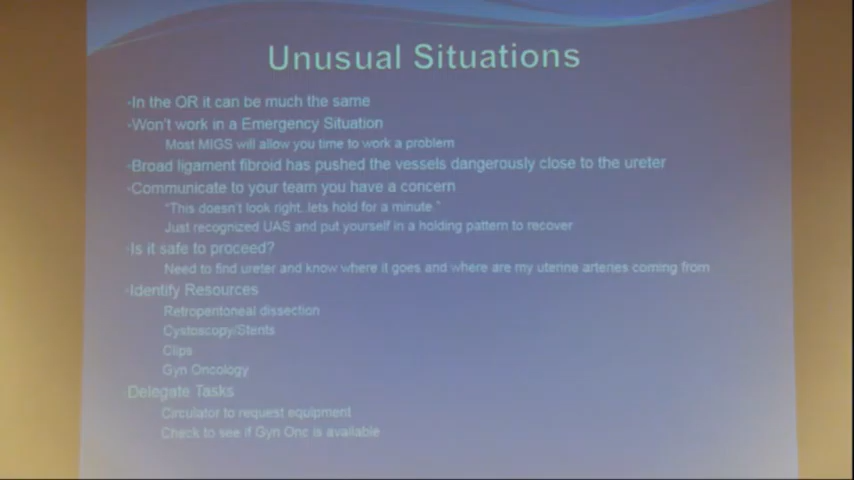 Unusual Situations
•In the OR it can be much the same
•Won't work in a Emergency Situation
Most MIGS will allow you time to work a problem
•Broad ligament fibroid has pushed the vessels dangerously close to the ureter
•Communicate to your team you have a concern
"This doesn't look right, lets hold for a minute."
Just recognized UAS and put yourself in a holding pattern to recover
•Is it safe to proceed?
Need to find ureter and know where it goes and where are my uterine arteries coming from
•Identify Resources
Retroperitoneal dissection
Cystoscopy/Stents
Clips
Gyn Oncology
•Delegate Tasks
Circulator to request equipment
Check to see if Gyn Onc is available